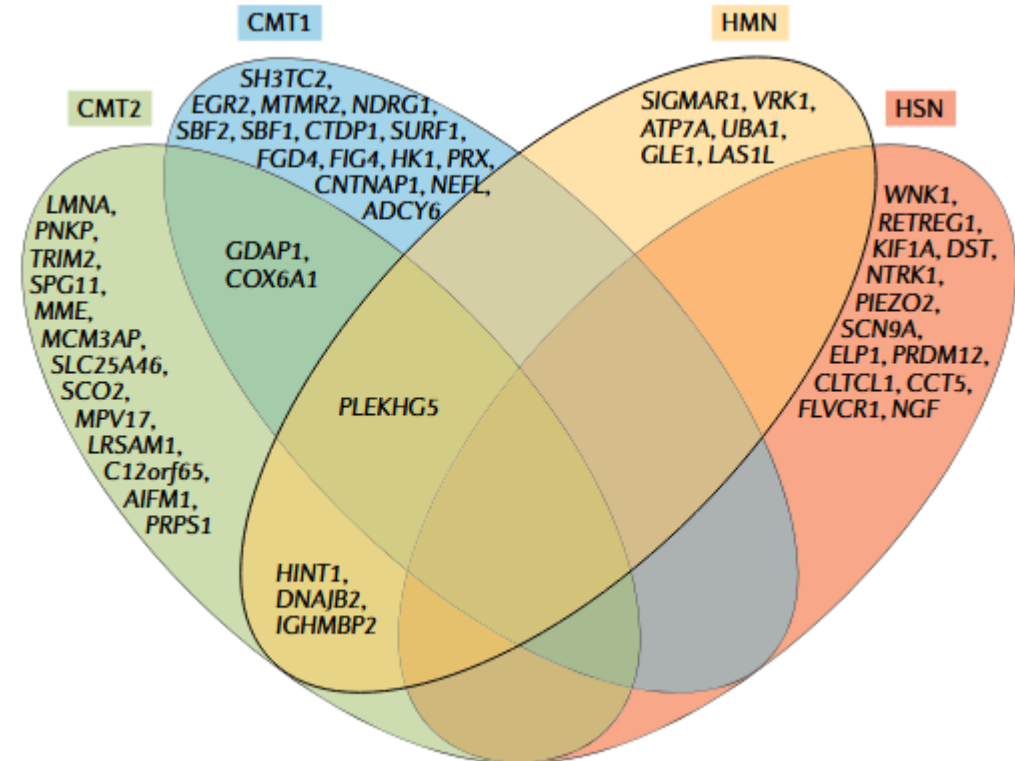 CMT1
HMN
CMT2
HSN
SH3TC2,
EGR2, MTMR2, NDRG1,
SBF2, SBF1, CTDP1, SURF1,
FGD4, FIG4, HK1, PRX,
CNTNAP1, NEFL,
ADCY6
SIGMAR1, VRK1,
ATP7A, UBA1,
GLE1, LAS1L
LMNA,
PNKP,
TRIM2,
SPG11,
MME,
MCM3AP,
SLC25A46,
SCO2,
MPV17,
LRSAM1,
C12orf65,
AIFM1,
PRPS1
GDAP1,
COX6A1
WNK1,
RETREG1,
KIF1A, DST,
NTRK1,
PIEZO2,
SCN9A,
ELP1, PRDM12,
CLTCL1, CCT5,
FLVCR1, NGF
PLEKHG5
HINT1,
DNAJB2,
IGHMBP2